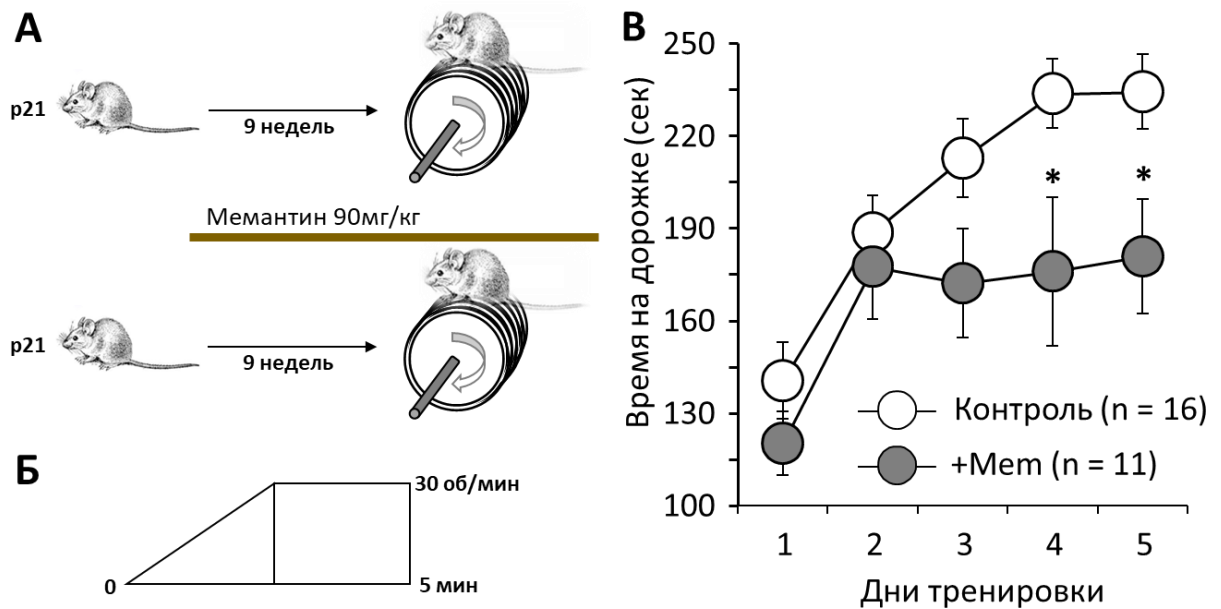 А
p21
9 недель
Мемантин 90мг/кг
p21
9 недель
Б
30 об/мин
0
5 мин
В
Время на дорожке (сек)
250
220
190
160
130
100
*
*
Контроль (n = 16)
+Mem (n = 11)
1 2 3 4 5
Дни тренировки